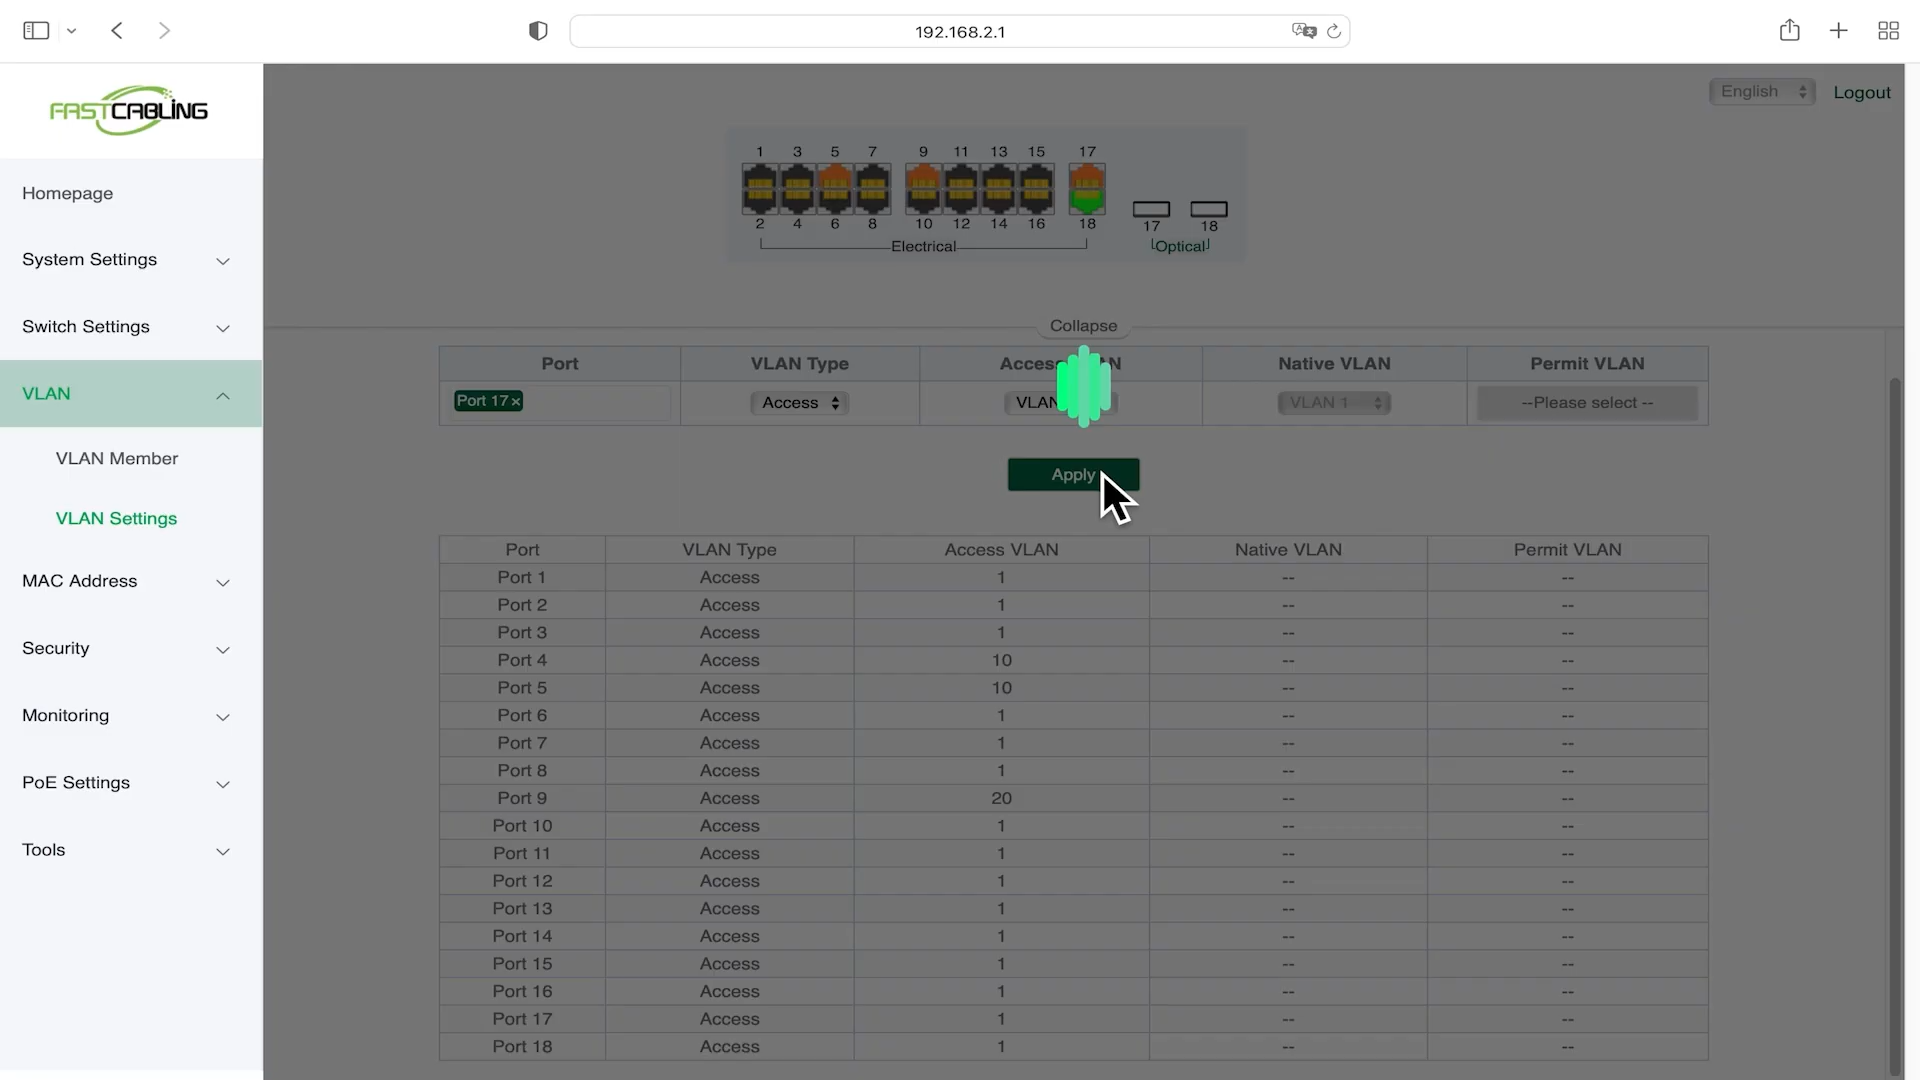 192.168.2.1
FASTCABLING
English
Logout
Homepage
System Settings
Switch Settings
VLAN
VLAN Member
VLAN Settings
MAC Address
Security
Monitoring
PoE Settings
Tools
1 3 5 7 9 11 13 15 17
2 4 6 8 10 12 14 16 18 17 18
Electrical Optical
Collapse
Port VLAN Type Native VLAN Permit VLAN
Port 17 × Access VLAN 1 --Please select --
Apply
Port VLAN Type Access VLAN Native VLAN Permit VLAN
Port 1 Access 1 -- --
Port 2 Access 1 -- --
Port 3 Access 1 -- --
Port 4 Access 10 -- --
Port 5 Access 10 -- --
Port 6 Access 1 -- --
Port 7 Access 1 -- --
Port 8 Access 1 -- --
Port 9 Access 20 -- --
Port 10 Access 1 -- --
Port 11 Access 1 -- --
Port 12 Access 1 -- --
Port 13 Access 1 -- --
Port 14 Access 1 -- --
Port 15 Access 1 -- --
Port 16 Access 1 -- --
Port 17 Access 1 -- --
Port 18 Access 1 -- --